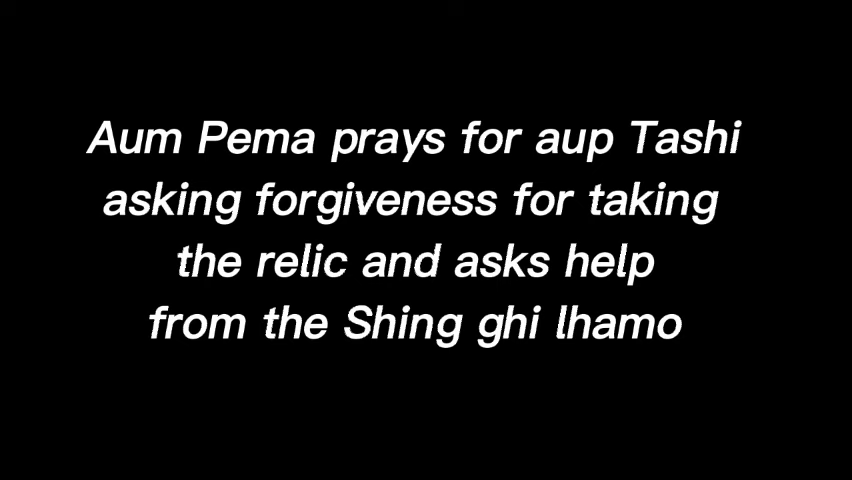 Aum Pema prays for aup Tashi
asking forgiveness for taking
the relic and asks help
from the Shing ghi lhamo